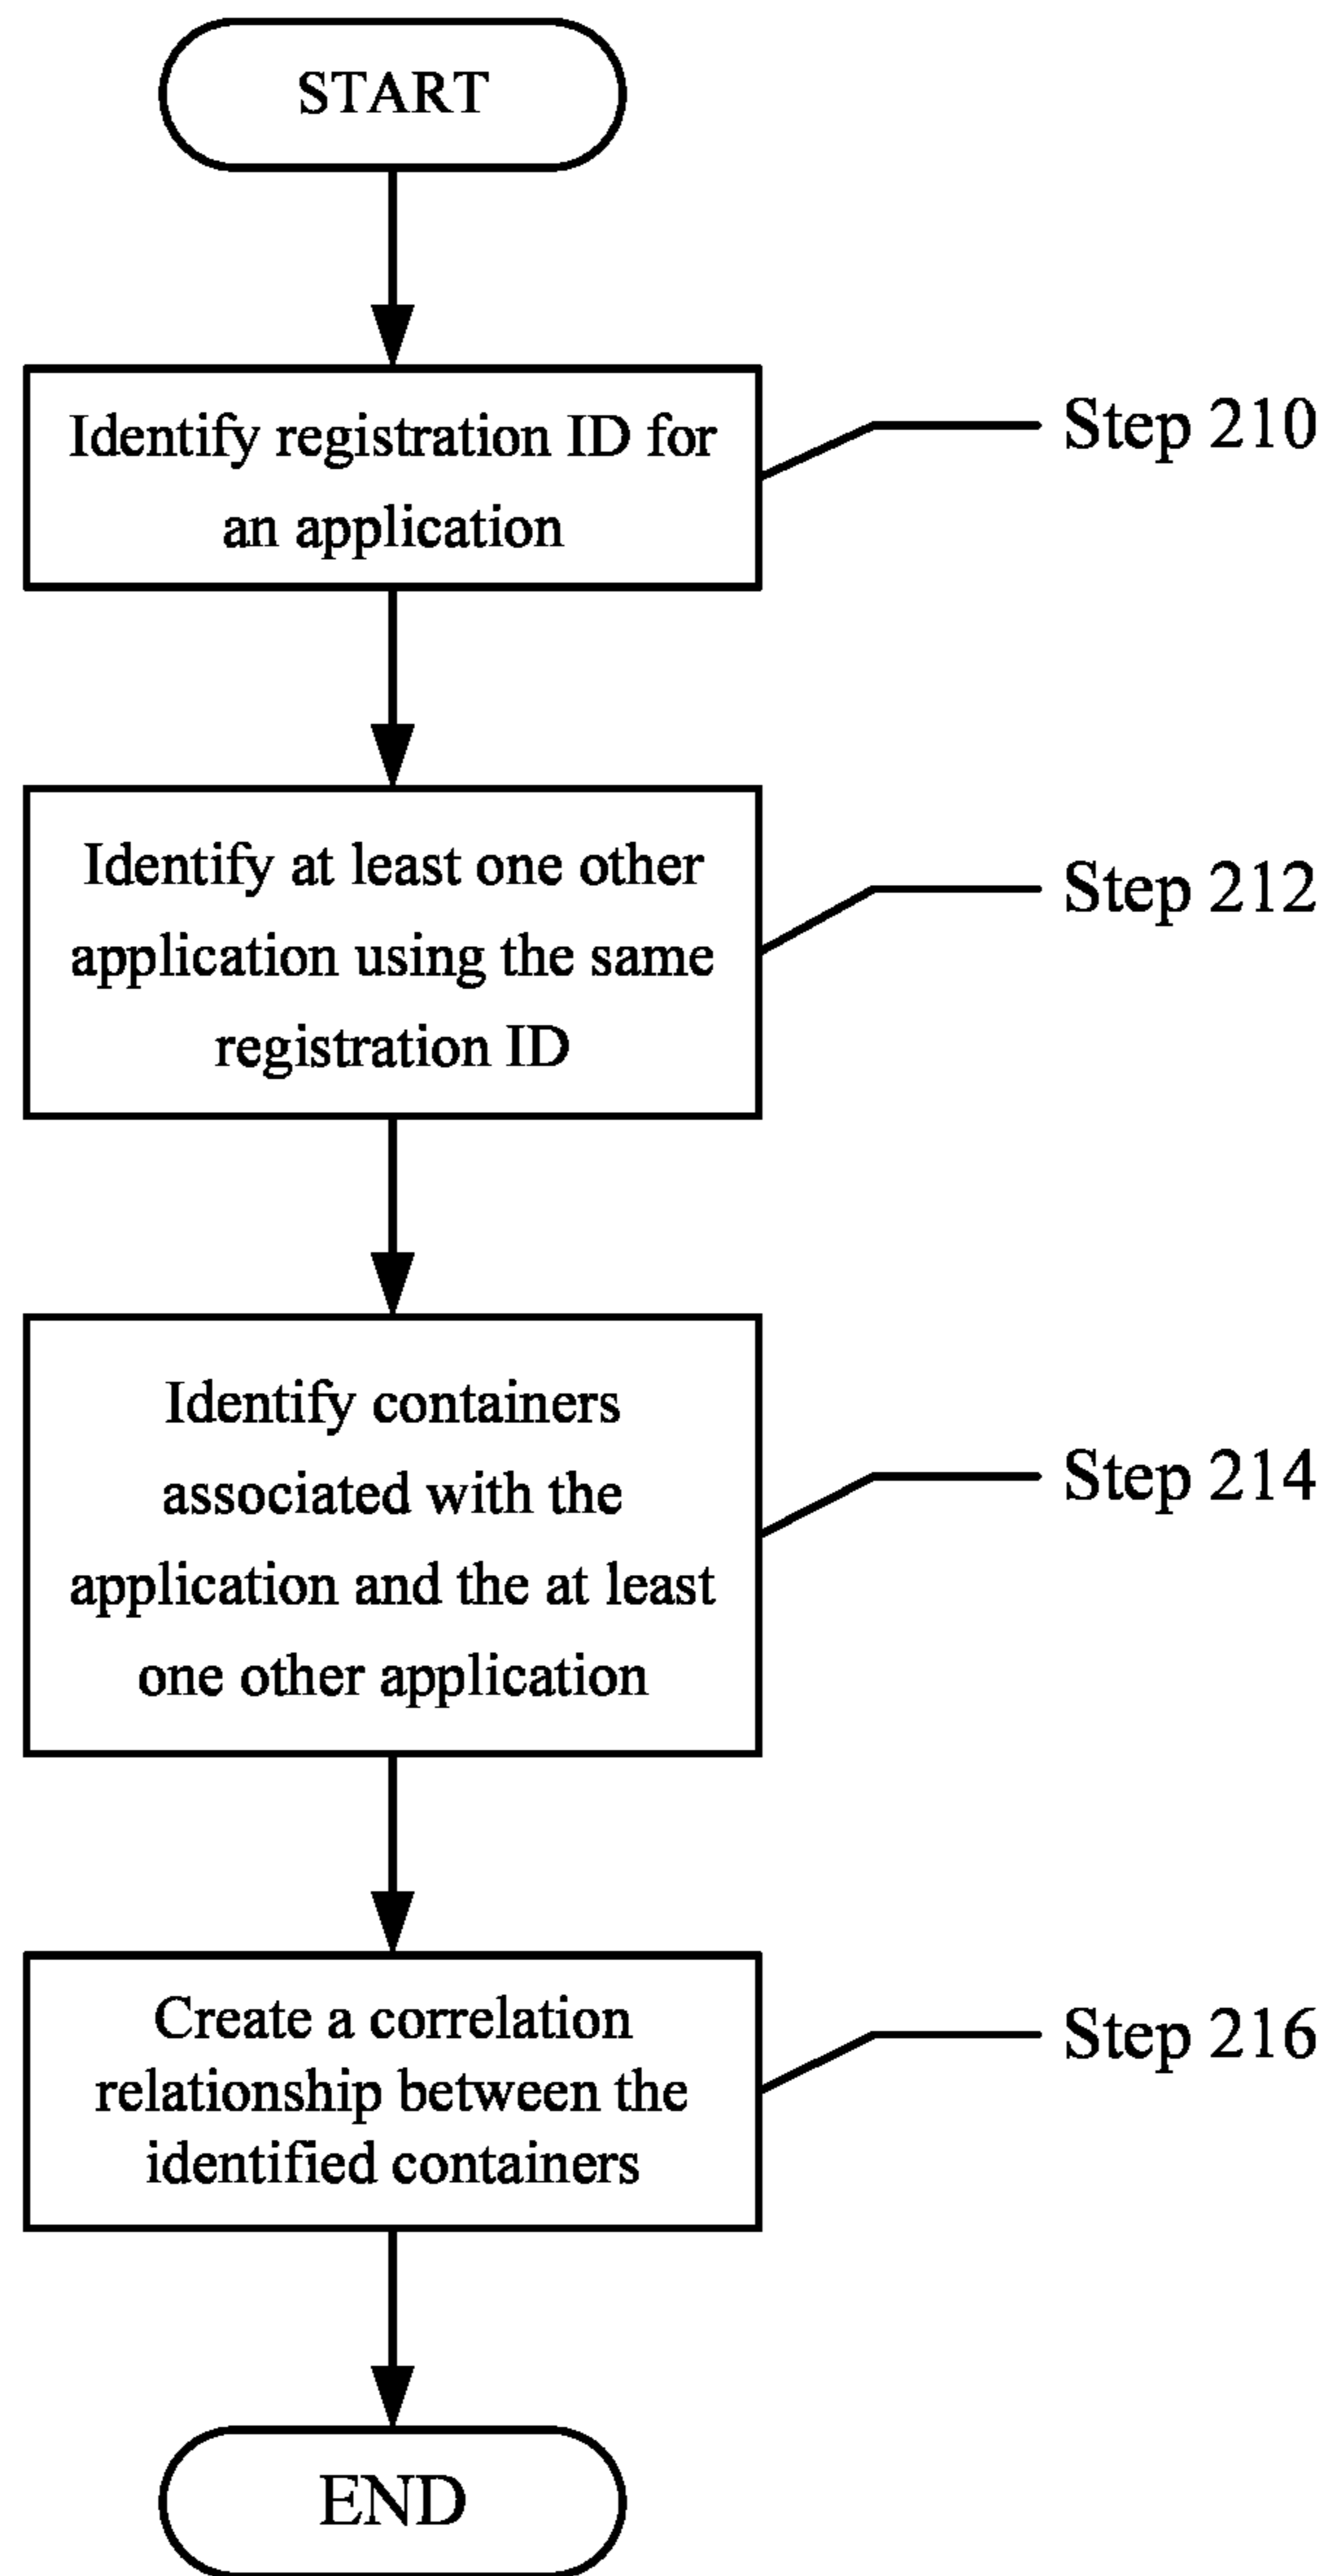 START
Identify registration ID for
an application
Step 210
Identify at least one other
application using the same
registration ID
Step 212
Identify containers
associated with the
application and the at least
one other application
Step 214
Create a correlation
relationship between the
identified containers
Step 216
END